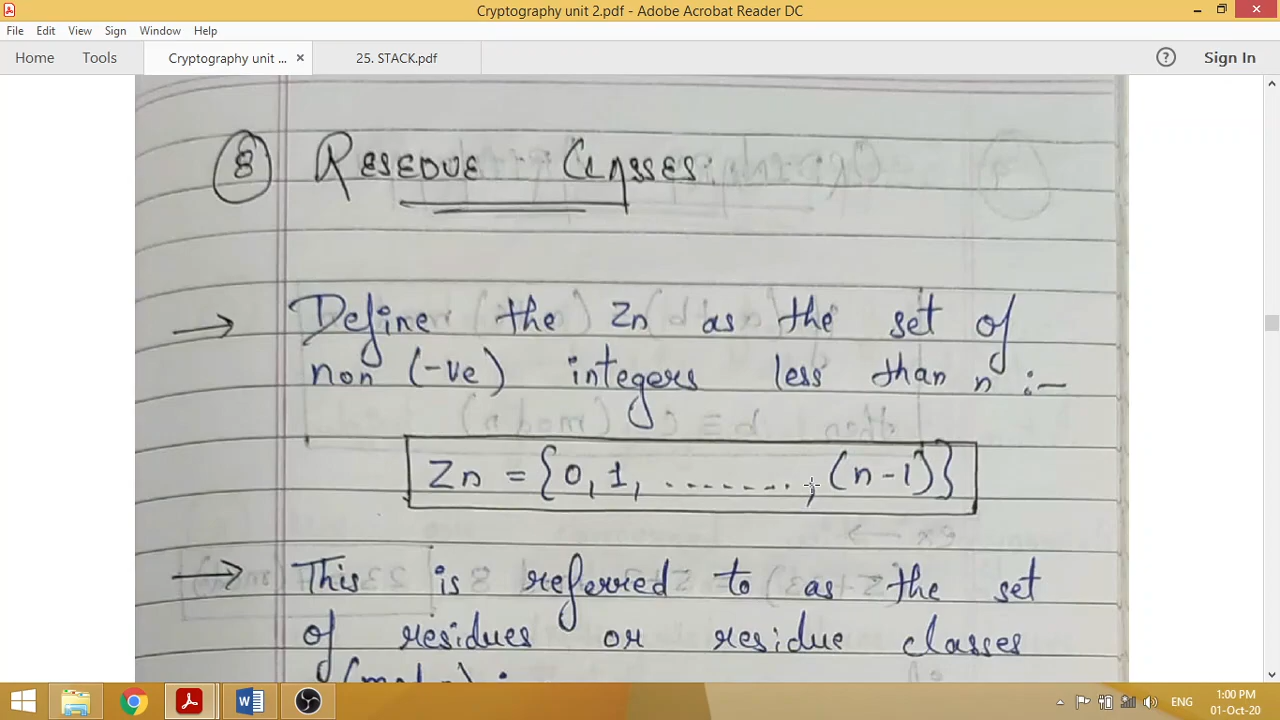 Cryptography unit 2.pdf - Adobe Acrobat Reader DC
File Edit View Sign Window Help
Home Tools Cryptography unit ... × 25. STACK.pdf ? Sign In
8 RESEDUE CLASSES:
→ Define the Zn as the set of
non (-ve) integers less than n :-
Zn = {0, 1, ........, (n-1)}
→ This is referred to as the set
of residues or residue classes
ENG 1:00 PM
01-Oct-20